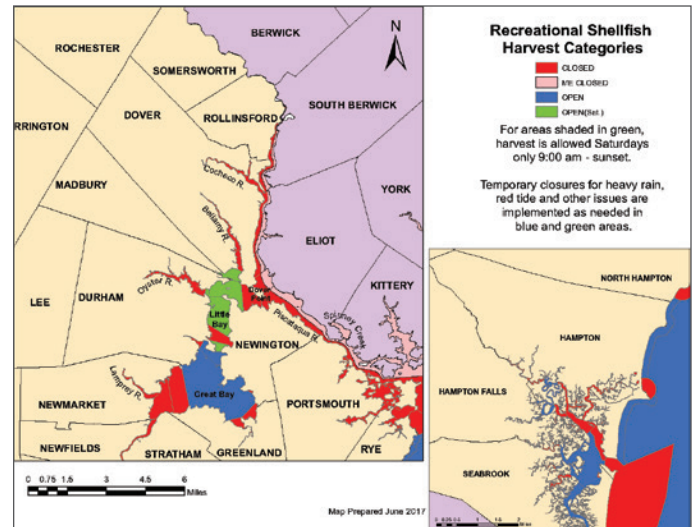 Recreational Shellfish
Harvest Categories
CLOSED
ME CLOSED
OPEN
OPEN(Sat.)
For areas shaded in green,
harvest is allowed Saturdays
only 9:00 am - sunset.
Temporary closures for heavy rain,
red tide and other issues are
implemented as needed in
blue and green areas.
N
BERWICK
ROCHESTER
SOMERSWORTH
SOUTH BERWICK
DOVER
ROLLINSFORD
RRINGTON
Cocheco R.
MADBURY
YORK
Bellamy R.
ELIOT
LEE
DURHAM
Oyster R.
Dover
Point
KITTERY
Little
Bay
Piscataqua R.
Spinney Creek
NEWINGTON
Lamprey R.
Great Bay
NEWMARKET
PORTSMOUTH
NEWFIELDS
STRATHAM
GREENLAND
RYE
0 0.75 1.5 3 4.5 6
Miles
Map Prepared June 2017
NORTH HAMPTON
HAMPTON
HAMPTON FALLS
SEABROOK
Miles